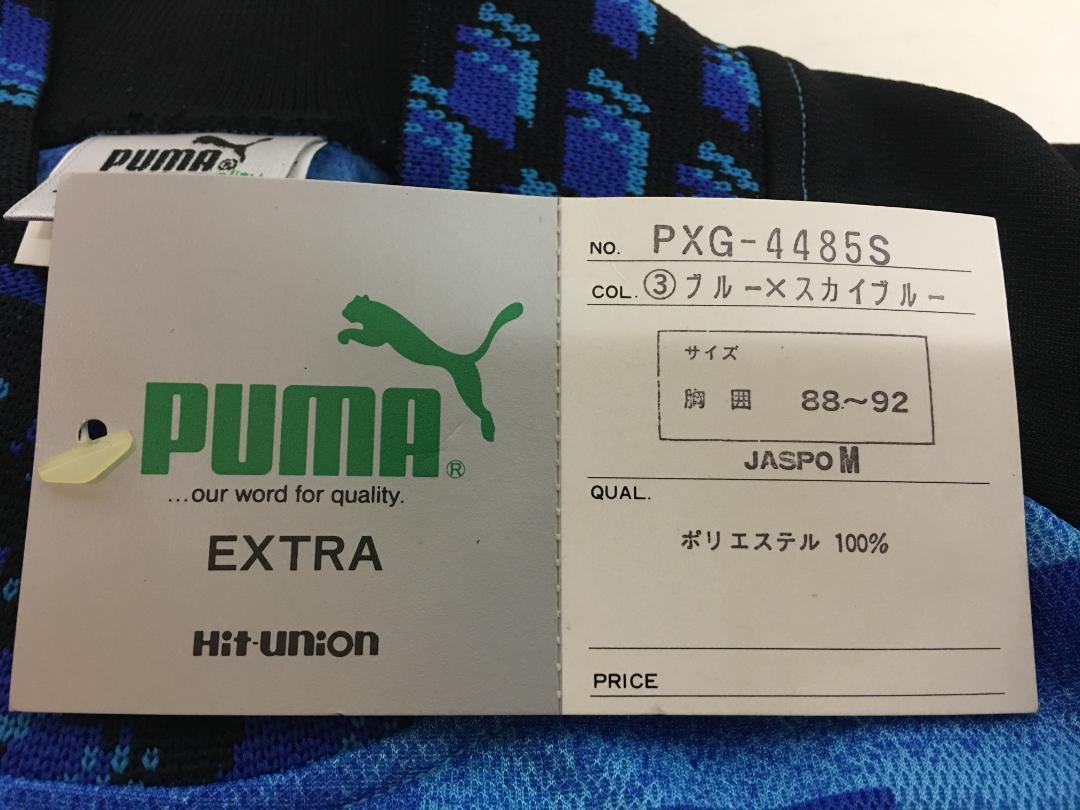 PUMA®
PUMA®
...our word for quality.
EXTRA
Hit-union
NO. PXG-4485S
COL. ③ブルー×スカイブルー
サイズ
胸囲 88~92
JASPO M
QUAL.
ポリエステル 100%
PRICE